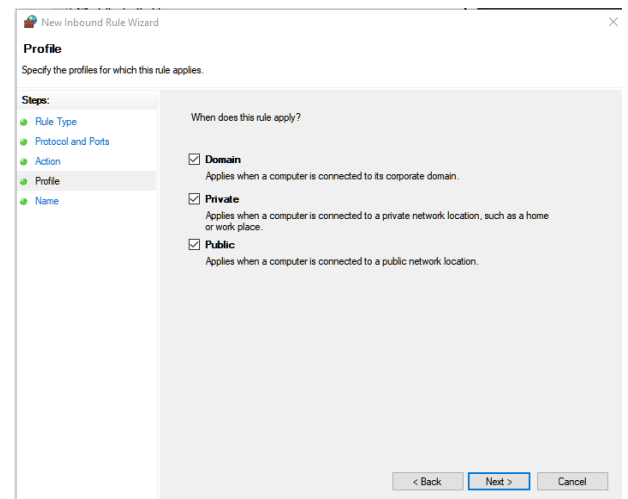 New Inbound Rule Wizard
Profile
Specify the profiles for which this rule applies.
Steps:
Rule Type
Protocol and Ports
Action
Profile
Name
When does this rule apply?
Domain
Applies when a computer is connected to its corporate domain.
Private
Applies when a computer is connected to a private network location, such as a home
or work place.
Public
Applies when a computer is connected to a public network location.
< Back
Next >
Cancel